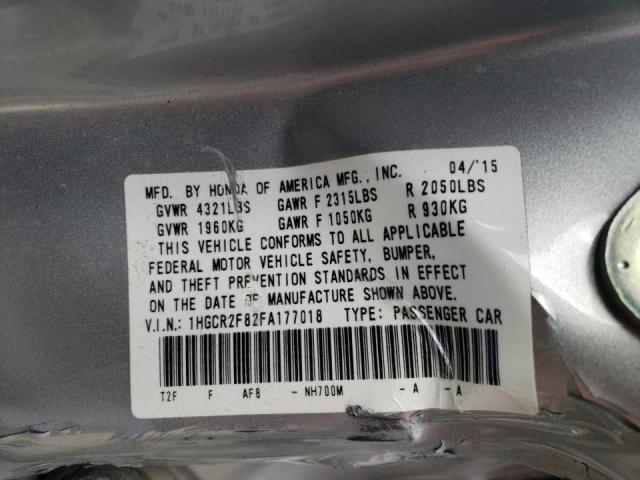 MFD. BY HONDA OF AMERICA MFG., INC. 04/'15
GVWR 4321LBS GAWR F 2315LBS R 2050LBS
GVWR 1960KG GAWR F 1050KG R 930KG
THIS VEHICLE CONFORMS TO ALL APPLICABLE
FEDERAL MOTOR VEHICLE SAFETY, BUMPER,
AND THEFT PREVENTION STANDARDS IN EFFECT
ON THE DATE OF MANUFACTURE SHOWN ABOVE.
V.I.N.: 1HGCR2F82FA177018 TYPE: PASSENGER CAR
T2F F AF8 - NH700M - A - A